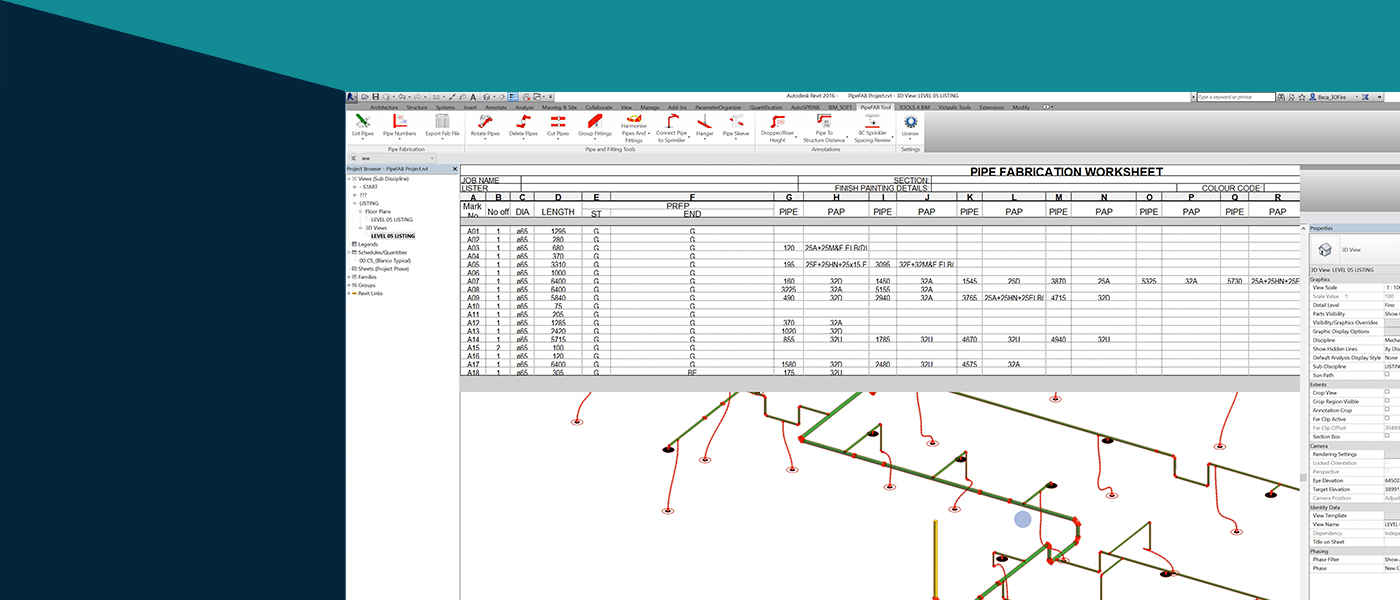 Autodesk Revit 2016 - PipeFAB Project.rvt - 3D View: LEVEL 05 LISTING
Type a keyword or phrase
Beca_3DFire
Architecture Structure Systems Insert Annotate Analyze Massing & Site Collaborate View Manage Add-Ins ParameterOrganizer Quantification AutoSPRINK BIM_SOFT PipeFAB Tool TOOLS 4 BIM Victaulic Tools Extensions Modify
List Pipes Pipe Numbers Export Fab File Rotate Pipes Delete Pipes Cut Pipes Group Fittings Harmonise Pipes And Fittings Connect Pipe to Sprinkler Hanger Pipe Sleeve Dropper/Riser Height Pipe To Structure Distance BC Sprinkler Spacing Review License
Pipe Fabrication Pipe and Fitting Tools Annotations Settings
Project Browser - PipeFAB Project.rvt
Views (Sub Discipline)
- START
???
LISTING
Floor Plans
LEVEL 05 LISTING
3D Views
LEVEL 05 LISTING
Legends
Schedules/Quantities
00 CS_(Blanco Typical)
Sheets (Project Phase)
Families
Groups
Revit Links
PIPE FABRICATION WORKSHEET
JOB NAME SECTION:
LISTER FINISH PAINTING DETAILS: COLOUR CODE:
A B C D E F G H I J K L M N O P Q R
Mark No No off DIA LENGTH PREP PIPE PAP PIPE PAP PIPE PAP PIPE PAP PIPE PAP PIPE PAP
ST END
A01 1 ø65 1295 G G
A02 1 ø65 280 G G
A03 1 ø65 680 G G 120 25A+25M&F ELB(D)
A04 1 ø65 370 G G
A05 1 ø65 3310 G G 195 25F+25HN+25x15 F 3095 32F+32M&F ELB(
A06 1 ø65 1000 G G
A07 1 ø65 6400 G G 160 32D 1450 32A 1545 25D 3870 25A 5325 32A 5730 25A+25HN+25F
A08 1 ø65 6400 G G 3225 32A 5155 32A
A09 1 ø65 5840 G G 490 32D 2940 32A 3765 25A+25HN+25ELB( 4715 32D
A10 1 ø65 75 G G
A11 1 ø65 205 G G
A12 1 ø65 1285 G G 370 32A
A13 1 ø65 2420 G G 1020 32D
A14 1 ø65 5715 G G 855 32U 1785 32U 4670 32U 4940 32U
A15 2 ø65 100 G G
A16 1 ø65 120 G G
A17 1 ø65 6400 G G 1580 32D 2480 32U 4575 32A
A18 1 ø65 305 G BE 175 32U
Properties
3D View
3D View: LEVEL 05 LISTING
Graphics
View Scale 1 : 10
Scale Value 1: 100
Detail Level Fine
Parts Visibility Show
Visibility/Graphics Overrides
Graphic Display Options
Discipline Mecha
Show Hidden Lines By Dis
Default Analysis Display Style None
Sub-Discipline LISTIN
Sun Path
Extents
Crop View
Crop Region Visible
Annotation Crop
Far Clip Active
Far Clip Offset
Section Box
Camera
Rendering Settings
Locked Orientation
Perspective
Eye Elevation
Target Elevation
Camera Position Adjust
Identity Data
View Template
View Name LEVEL
Dependency Indep
Title on Sheet
Phasing
Phase Filter Show
Phase New C